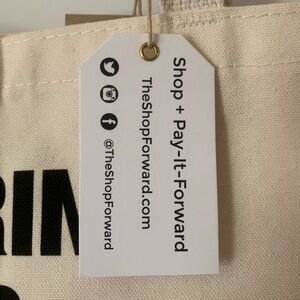 Shop + Pay-It-Forward
TheShopForward.com
@TheShopForward
RIN